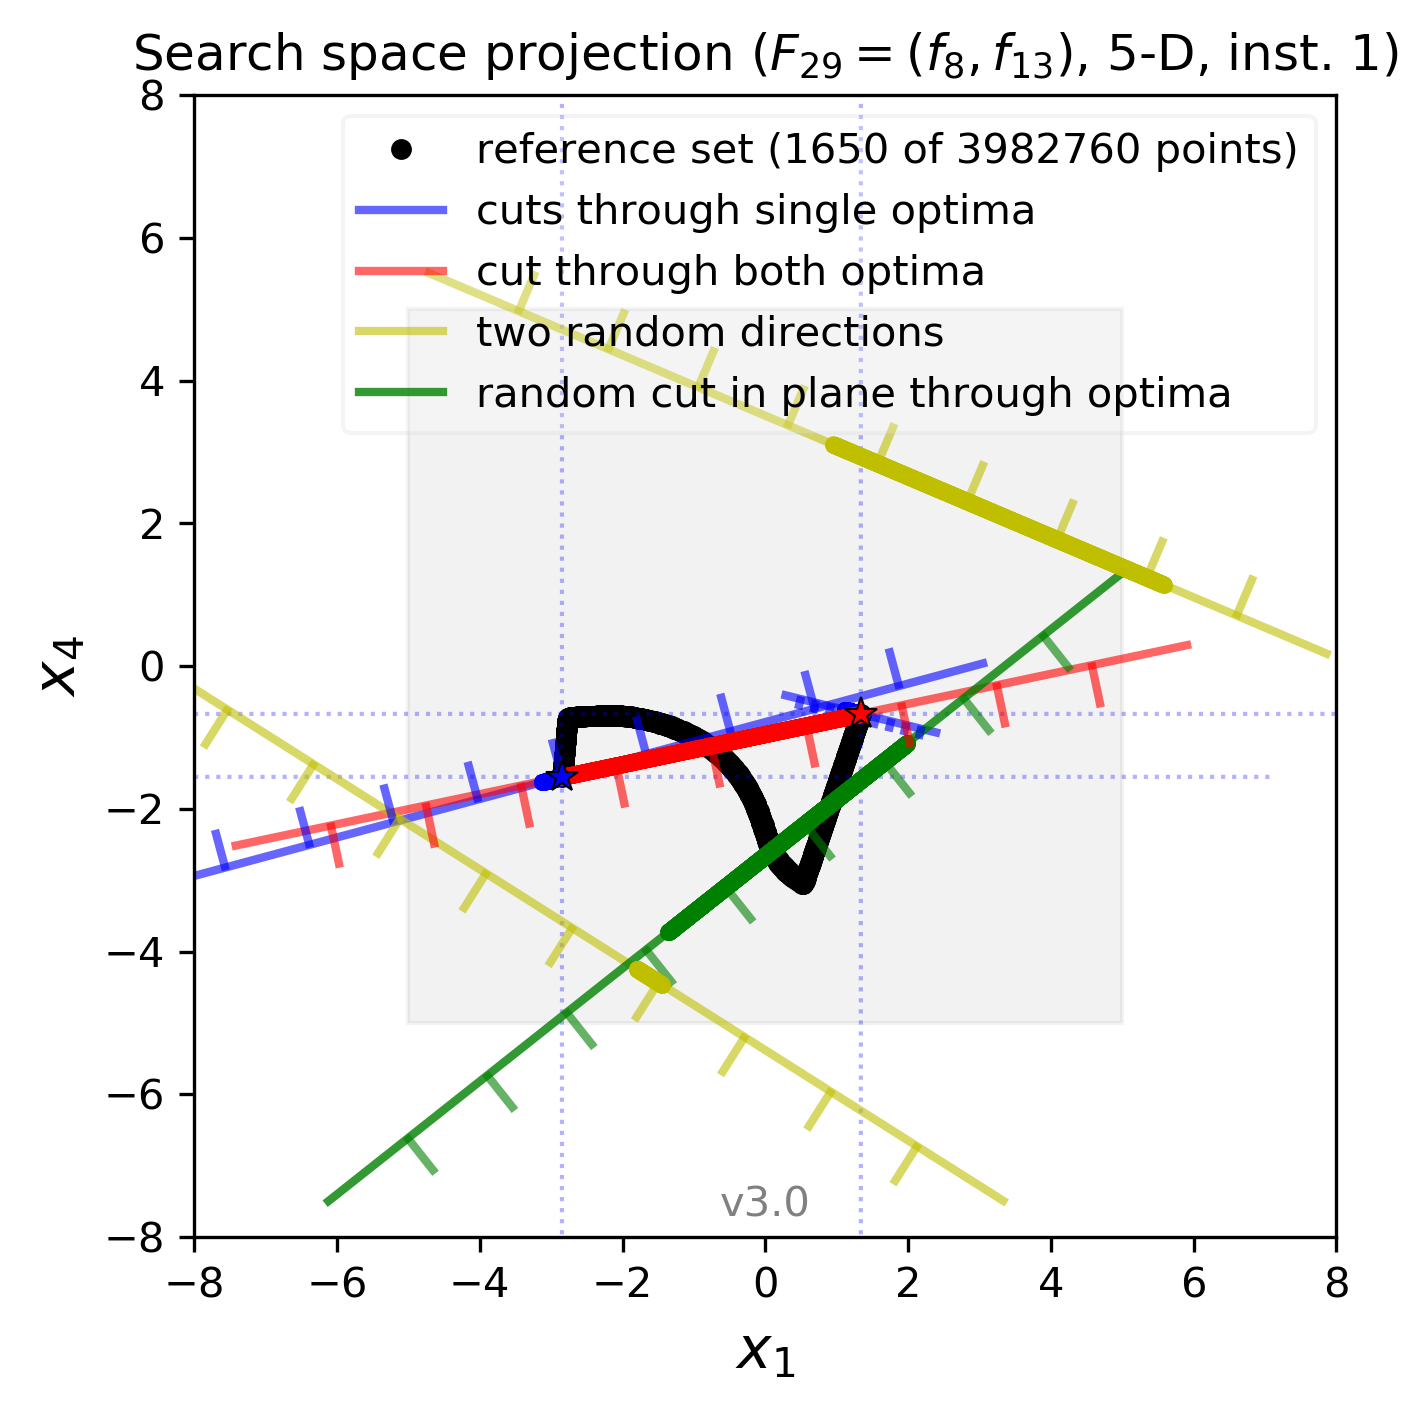 Search space projection (F₂₉ = (f₈, f₁₃), 5-D, inst. 1)
reference set (1650 of 3982760 points)
cuts through single optima
cut through both optima
two random directions
random cut in plane through optima
8
6
4
2
0
−2
−4
−6
−8
x₄
v3.0
−8 −6 −4 −2 0 2 4 6 8
x₁